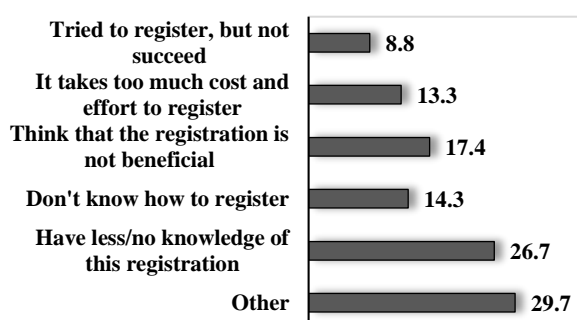 Tried to register, but not
succeed
8.8
It takes too much cost and
effort to register
13.3
Think that the registration is
not beneficial
17.4
Don't know how to register
14.3
Have less/no knowledge of
this registration
26.7
Other
29.7